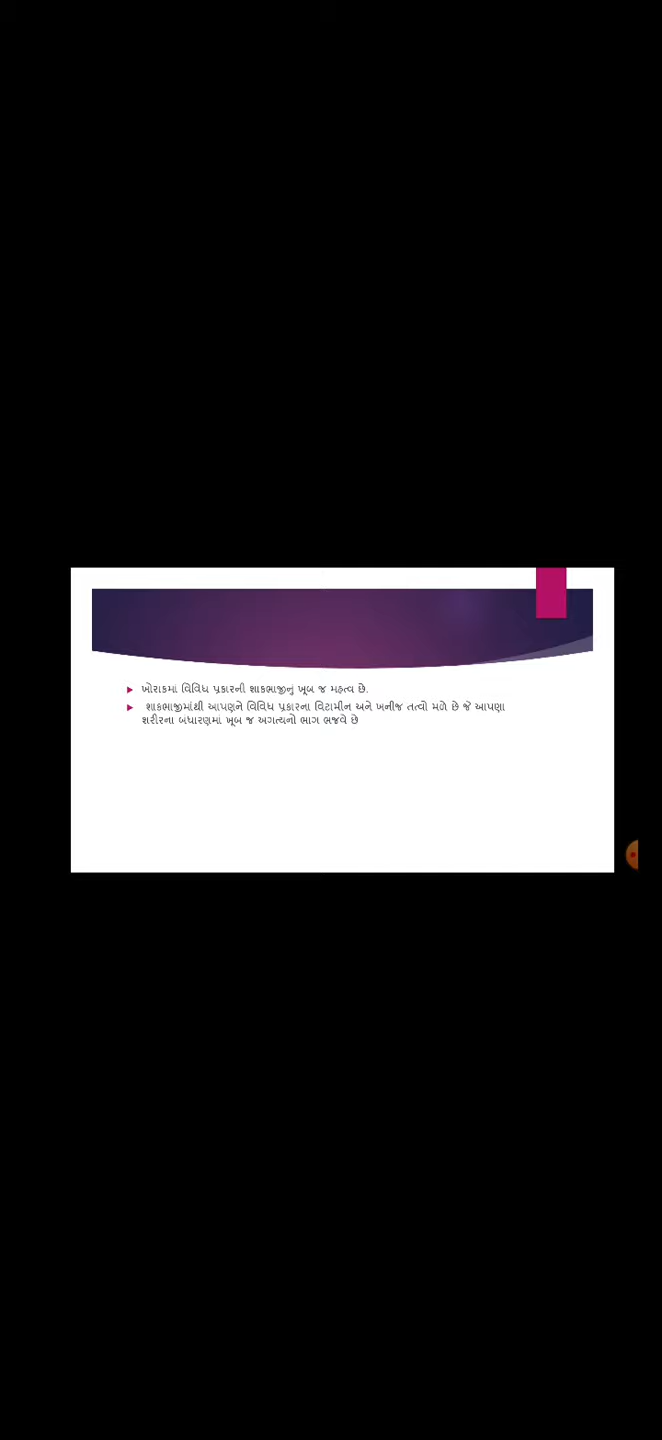 ખોરાકમાં વિવિધ પ્રકારની શાકભાજીનું ખૂબ જ મહત્વ છે.
શાકભાજીમાંથી આપણને વિવિધ પ્રકારના વિટામીન અને ખનીજ તત્વો મળે છે જે આપણા
શરીરના બંધારણમાં ખૂબ જ અગત્યનો ભાગ ભજવે છે